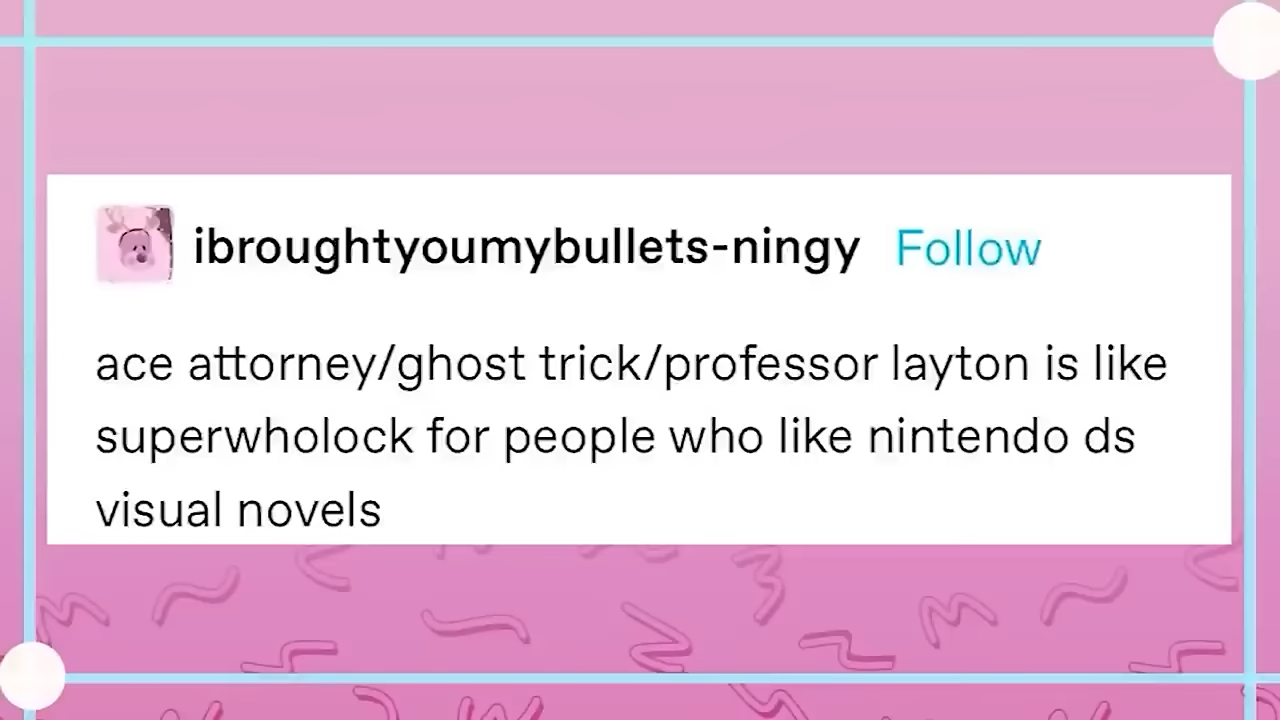 ibroughtyoumybullets-ningy Follow
ace attorney/ghost trick/professor layton is like
superwholock for people who like nintendo ds
visual novels